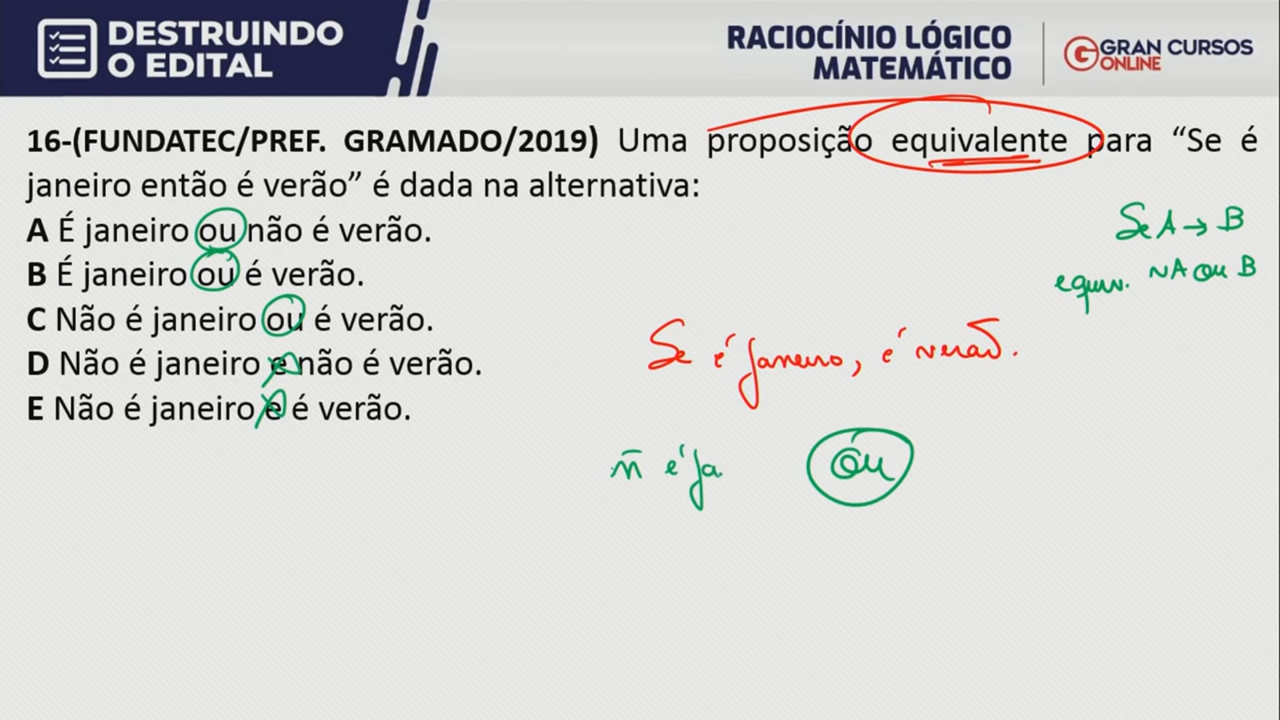 DESTRUINDO
O EDITAL
RACIOCÍNIO LÓGICO
MATEMÁTICO
GRAN CURSOS
ONLINE
16-(FUNDATEC/PREF. GRAMADO/2019) Uma proposição equivalente para “Se é
janeiro então é verão” é dada na alternativa:
A É janeiro ou não é verão.
B É janeiro ou é verão.
C Não é janeiro ou é verão.
D Não é janeiro e não é verão.
E Não é janeiro e é verão.
Se A → B
equiv. ~A ou B
Se é janeiro, é verão.
ñ é ja ou